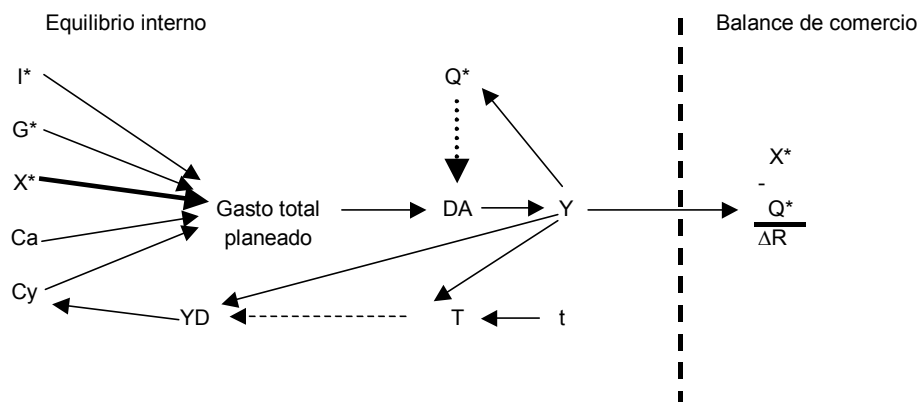 Equilibrio interno
Balance de comercio
I*
Q*
G*
X*
X*
-
Gasto total
DA
Y
Q*
planeado
Ca
ΔR
Cy
YD
T
t